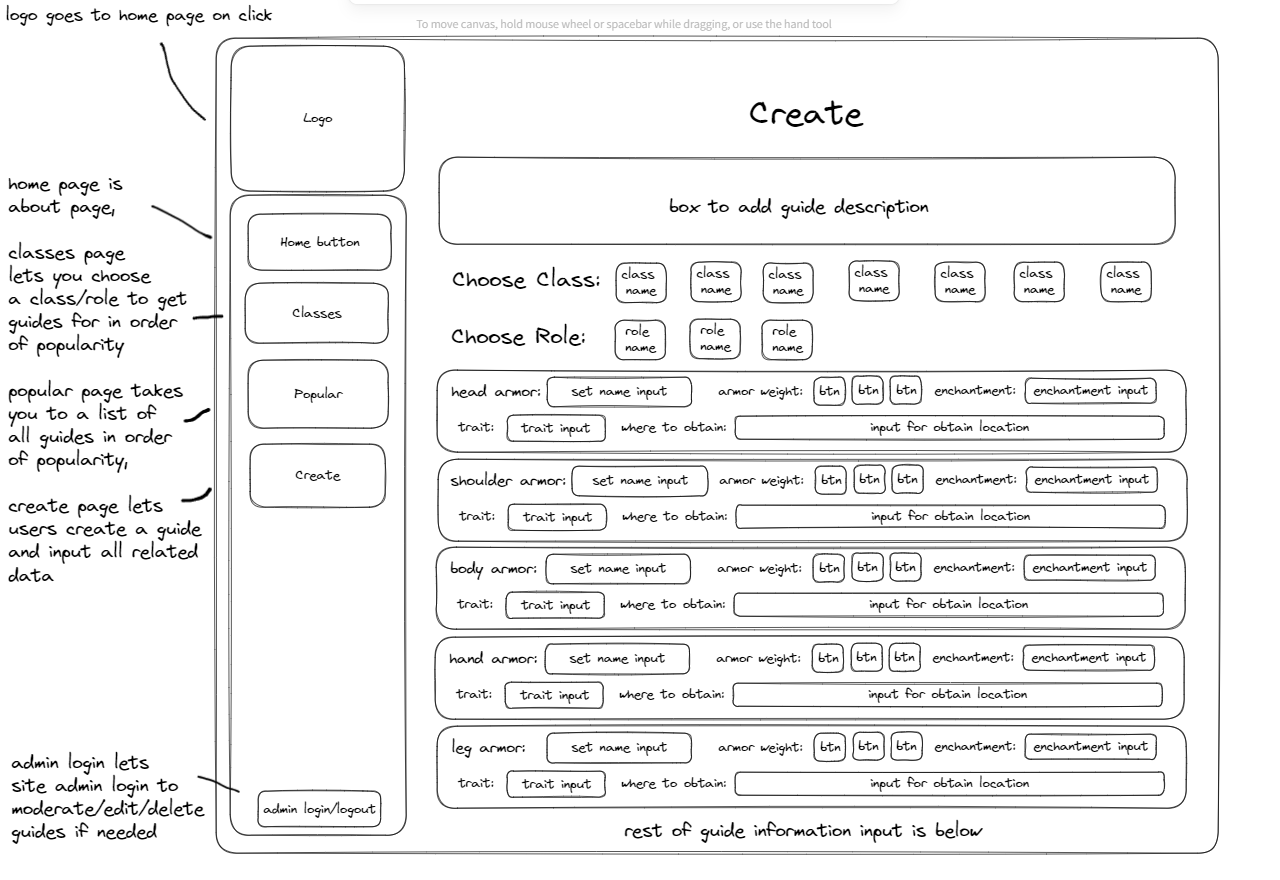 logo goes to home page on click
To move canvas, hold mouse wheel or spacebar while dragging, or use the hand tool
Logo
home page is
about page,
classes page
lets you choose
a class/role to get
guides for in order
of popularity
popular page takes
you to a list of
all guides in order
of popularity,
create page lets
users create a guide
and input all related
data
admin login lets
site admin login to
moderate/edit/delete
guides if needed
Home button
Classes
Popular
Create
admin login/logout
Create
box to add guide description
Choose Class:
class
name
class
name
class
name
class
name
class
name
class
name
class
name
Choose Role:
role
name
role
name
role
name
head armor: set name input armor weight: btn btn btn enchantment: enchantment input
trait: trait input where to obtain: input for obtain location
shoulder armor: set name input armor weight: btn btn btn enchantment: enchantment input
trait: trait input where to obtain: input for obtain location
body armor: set name input armor weight: btn btn btn enchantment: enchantment input
trait: trait input where to obtain: input for obtain location
hand armor: set name input armor weight: btn btn btn enchantment: enchantment input
trait: trait input where to obtain: input for obtain location
leg armor: set name input armor weight: btn btn btn enchantment: enchantment input
trait: trait input where to obtain: input for obtain location
rest of guide information input is below